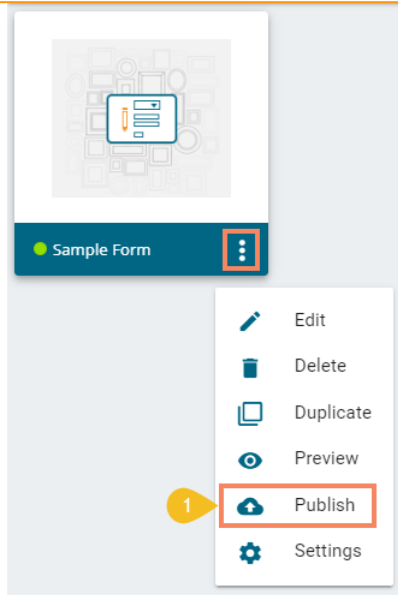 Sample Form
Edit
Delete
Duplicate
Preview
1
Publish
Settings